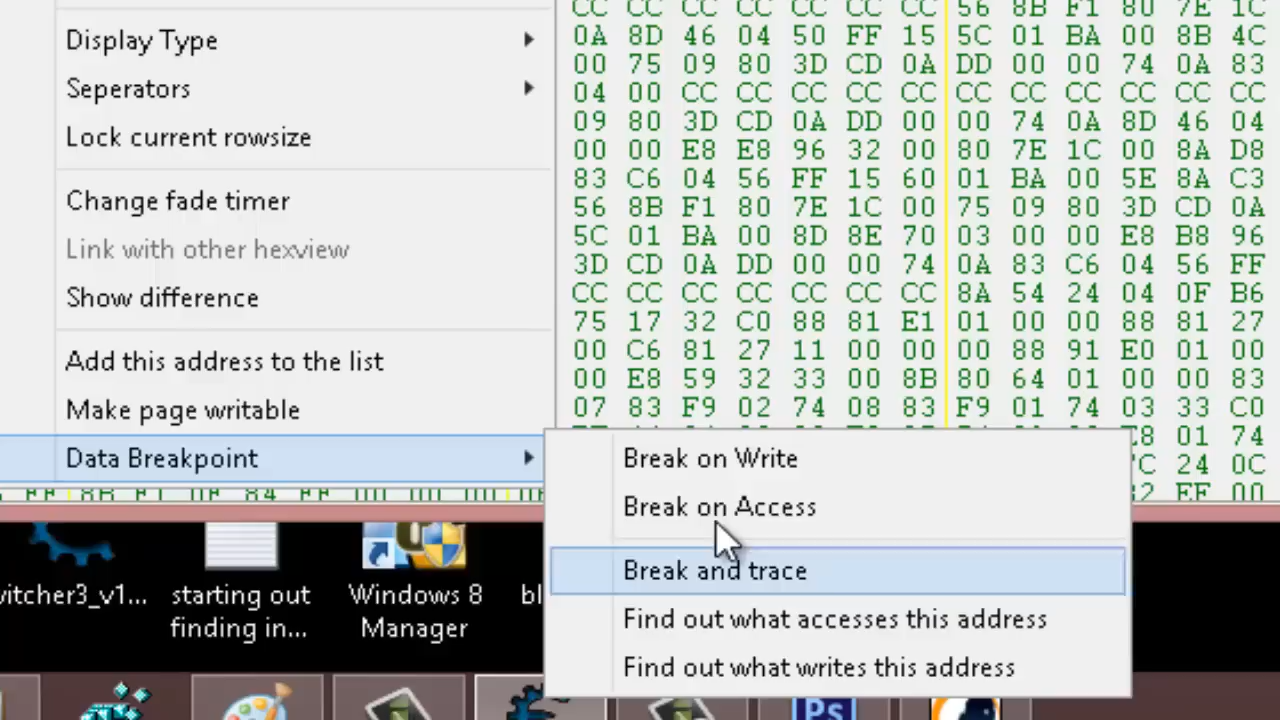 CC CC CC CC CC CC CC 56 8B F1 80 7E 1C
Display Type
0A 8D 46 04 50 FF 15 5C 01 BA 00 8B 4C
00 75 09 80 3D CD 0A DD 00 00 74 0A 83
Seperators
04 00 CC CC CC CC CC CC CC CC CC CC CC
09 80 3D CD 0A DD 00 00 74 0A 8D 46 04
Lock current rowsize
00 00 E8 E8 96 32 00 80 7E 1C 00 8A D8
83 C6 04 56 FF 15 60 01 BA 00 5E 8A C3
Change fade timer
56 8B F1 80 7E 1C 00 75 09 80 3D CD 0A
5C 01 BA 00 8D 8E 70 03 00 00 E8 B8 96
Link with other hexview
3D CD 0A DD 00 00 74 0A 83 C6 04 56 FF
CC CC CC CC CC CC CC 8A 54 24 04 0F B6
Show difference
75 17 32 C0 88 81 E1 01 00 00 88 81 27
00 C6 81 27 11 00 00 00 88 91 E0 01 00
Add this address to the list
00 E8 59 32 33 00 8B 80 64 01 00 00 83
07 83 F9 02 74 08 83 F9 01 74 03 33 C0
Make page writable
E8 01 74
Data Breakpoint
Break on Write
24 0C
EF 00
Break on Access
Break and trace
Find out what accesses this address
Find out what writes this address
starting out
finding in...
Windows 8
Manager
Ps